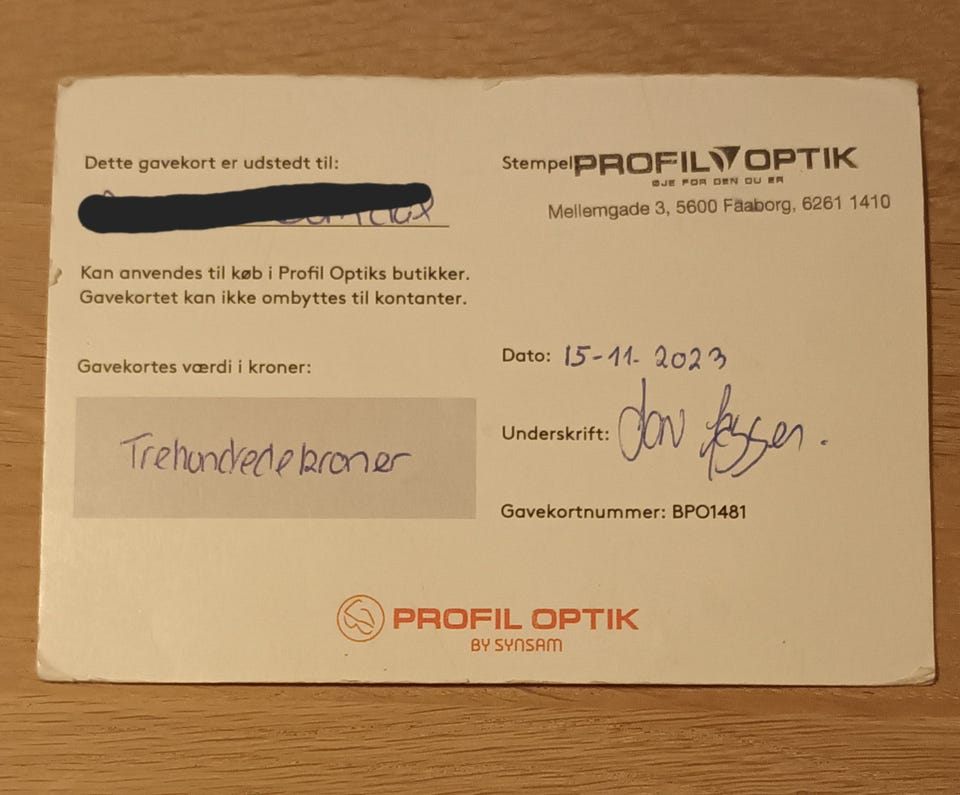 Dette gavekort er udstedt til:
Kan anvendes til køb i Profil Optiks butikker.
Gavekortet kan ikke ombyttes til kontanter.
Gavekortes værdi i kroner:
Trehundrede kroner
Stempel
PROFIL OPTIK
ØJE FOR DEN DU ER
Mellemgade 3, 5600 Faaborg, 6261 1410
Dato: 15-11-2023
Underskrift:
Gavekortnummer: BPO1481
PROFIL OPTIK
BY SYNSAM